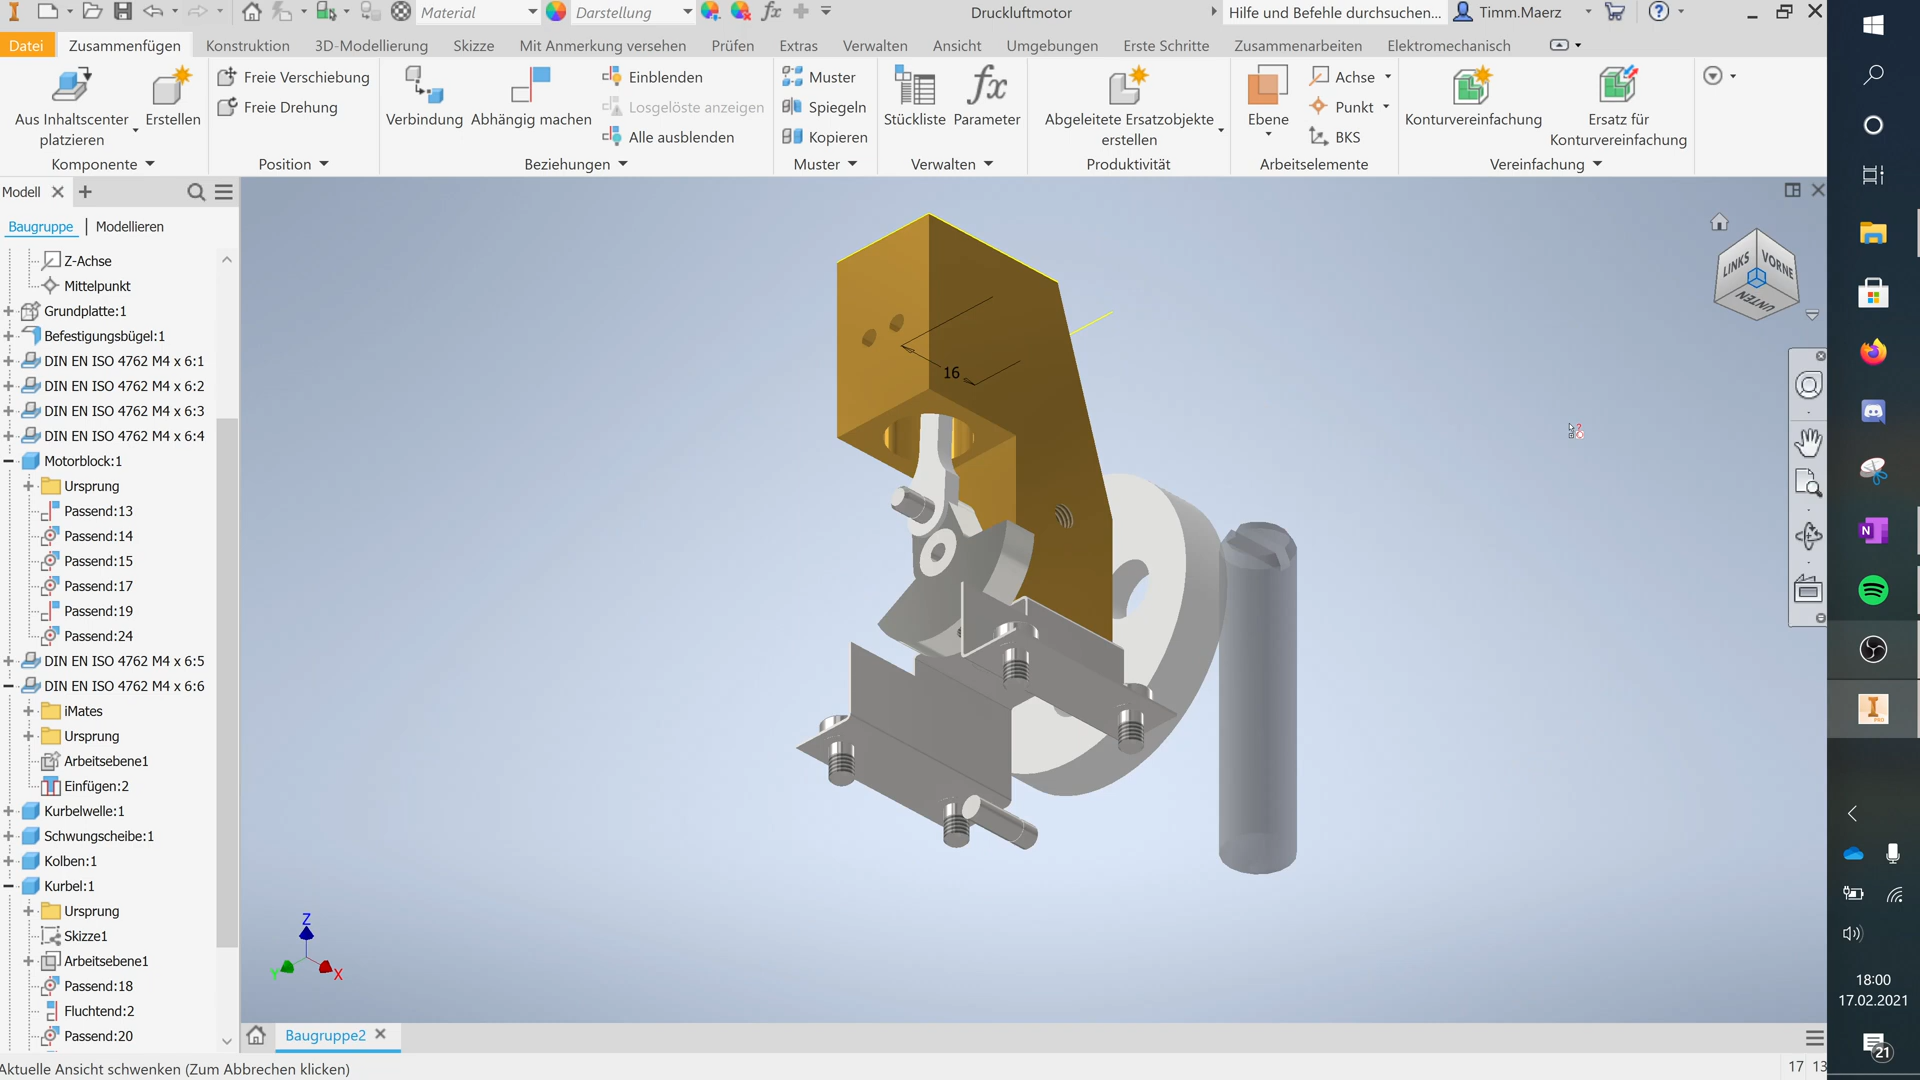 Material
Darstellung
Druckluftmotor
Hilfe und Befehle durchsuchen...
Timm.Maerz
Datei
Zusammenfügen
Konstruktion
3D-Modellierung
Skizze
Mit Anmerkung versehen
Prüfen
Extras
Verwalten
Ansicht
Umgebungen
Erste Schritte
Zusammenarbeiten
Elektromechanisch
Aus Inhaltscenter platzieren
Erstellen
Freie Verschiebung
Freie Drehung
Verbindung
Abhängig machen
Einblenden
Losgelöste anzeigen
Alle ausblenden
Muster
Spiegeln
Kopieren
Stückliste
Parameter
Abgeleitete Ersatzobjekte erstellen
Ebene
Achse
Punkt
BKS
Konturvereinfachung
Ersatz für Konturvereinfachung
Komponente
Position
Beziehungen
Muster
Verwalten
Produktivität
Arbeitselemente
Vereinfachung
Modell
Baugruppe | Modellieren
Z-Achse
Mittelpunkt
Grundplatte:1
Befestigungsbügel:1
DIN EN ISO 4762 M4 x 6:1
DIN EN ISO 4762 M4 x 6:2
DIN EN ISO 4762 M4 x 6:3
DIN EN ISO 4762 M4 x 6:4
Motorblock:1
Ursprung
Passend:13
Passend:14
Passend:15
Passend:17
Passend:19
Passend:24
DIN EN ISO 4762 M4 x 6:5
DIN EN ISO 4762 M4 x 6:6
iMates
Ursprung
Arbeitsebene1
Einfügen:2
Kurbelwelle:1
Schwungscheibe:1
Kolben:1
Kurbel:1
Ursprung
Skizze1
Arbeitsebene1
Passend:18
Fluchtend:2
Passend:20
16
LINKS
VORNE
UNTEN
Z
Y
X
Baugruppe2
Aktuelle Ansicht schwenken (Zum Abbrechen klicken)
17 13
18:00
17.02.2021
21